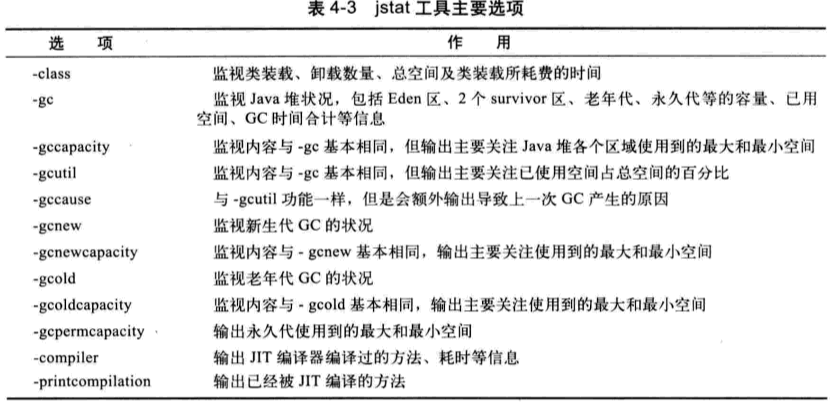 表 4-3 jstat 工具主要选项
选 项 作 用
-class 监视类装载、卸载数量、总空间及类装载所耗费的时间
-gc 监视 Java 堆状况，包括 Eden 区、2 个 survivor 区、老年代、永久代等的容量、已用
空间、GC 时间合计等信息
-gccapacity 监视内容与 -gc 基本相同，但输出主要关注 Java 堆各个区域使用到的最大和最小空间
-gcutil 监视内容与 -gc 基本相同，但输出主要关注已使用空间占总空间的百分比
-gccause 与 -gcutil 功能一样，但是会额外输出导致上一次 GC 产生的原因
-gcnew 监视新生代 GC 的状况
-gcnewcapacity 监视内容与 - gcnew 基本相同，输出主要关注使用到的最大和最小空间
-gcold 监视老年代 GC 的状况
-gcoldcapacity 监视内容与 - gcold 基本相同，输出主要关注使用到的最大和最小空间
-gcpermcapacity 输出永久代使用到的最大和最小空间
-compiler 输出 JIT 编译器编译过的方法、耗时等信息
-printcompilation 输出已经被 JIT 编译的方法